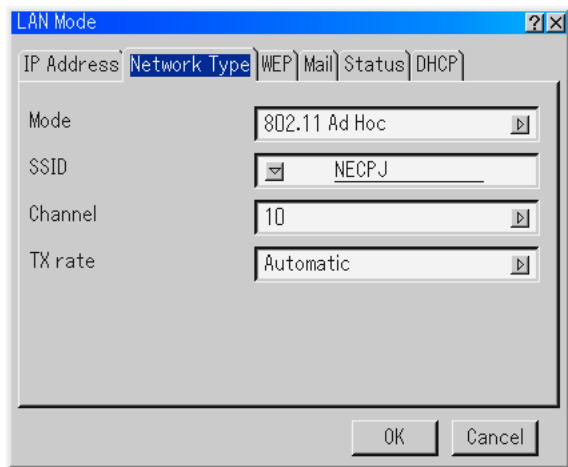 LAN Mode
IP Address Network Type WEP Mail Status DHCP
Mode 802.11 Ad Hoc
SSID NECPJ
Channel 10
TX rate Automatic
OK Cancel